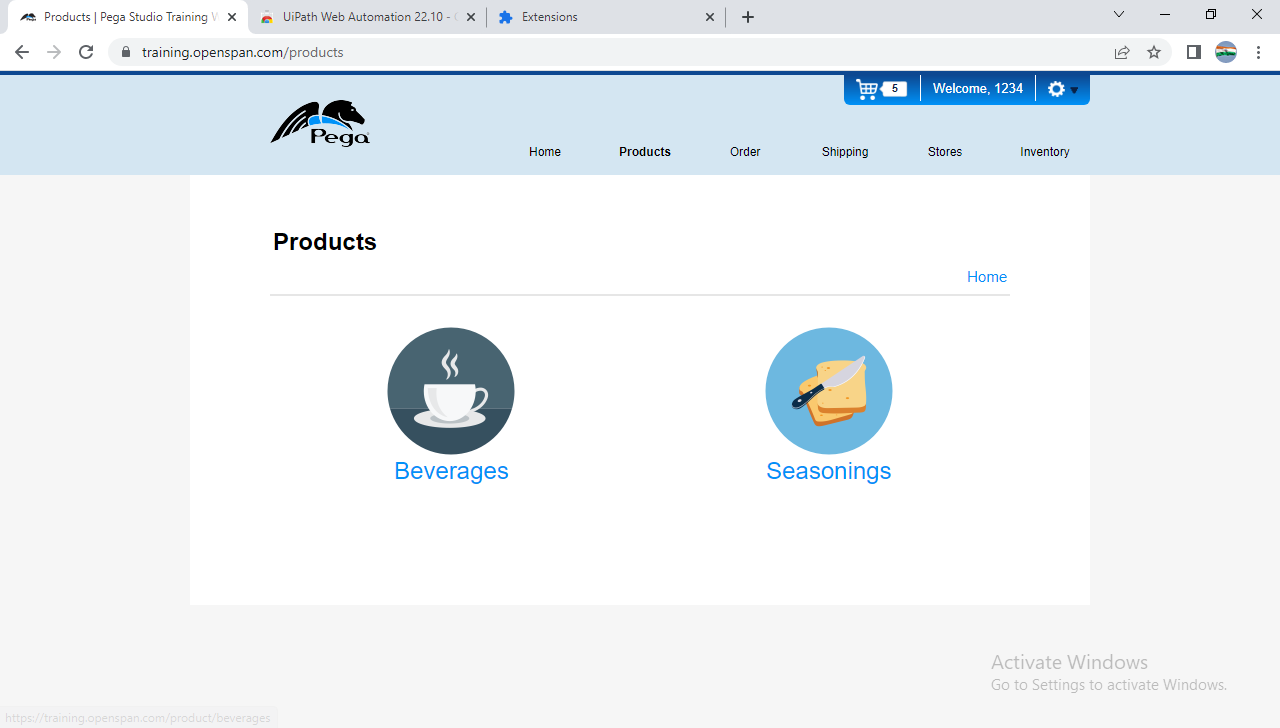 Products | Pega Studio Training W
UiPath Web Automation 22.10 -
Extensions
training.openspan.com/products
5
Welcome, 1234
Pega
Home
Products
Order
Shipping
Stores
Inventory
Products
Home
Beverages
Seasonings
Activate Windows
Go to Settings to activate Windows.
https://training.openspan.com/product/beverages